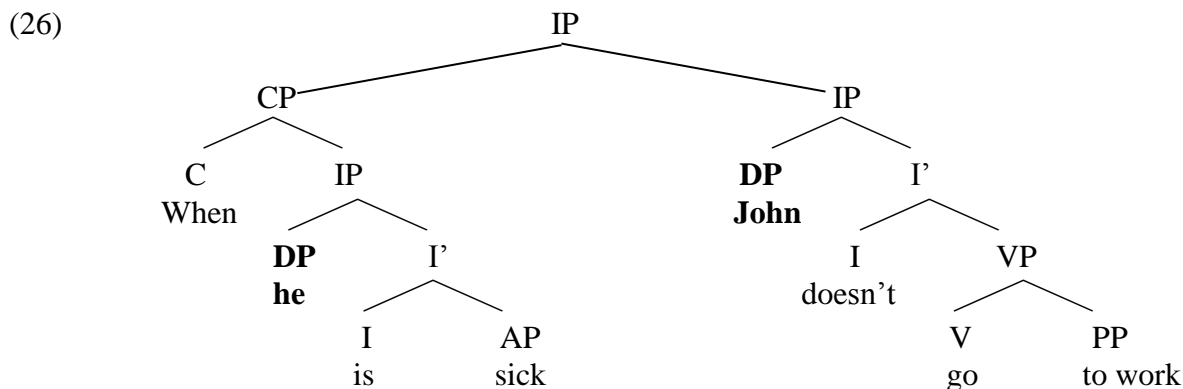 (26) IP
CP IP
C IP DP I’
When John
DP I’ I VP
he doesn’t
I AP V PP
is sick go to work